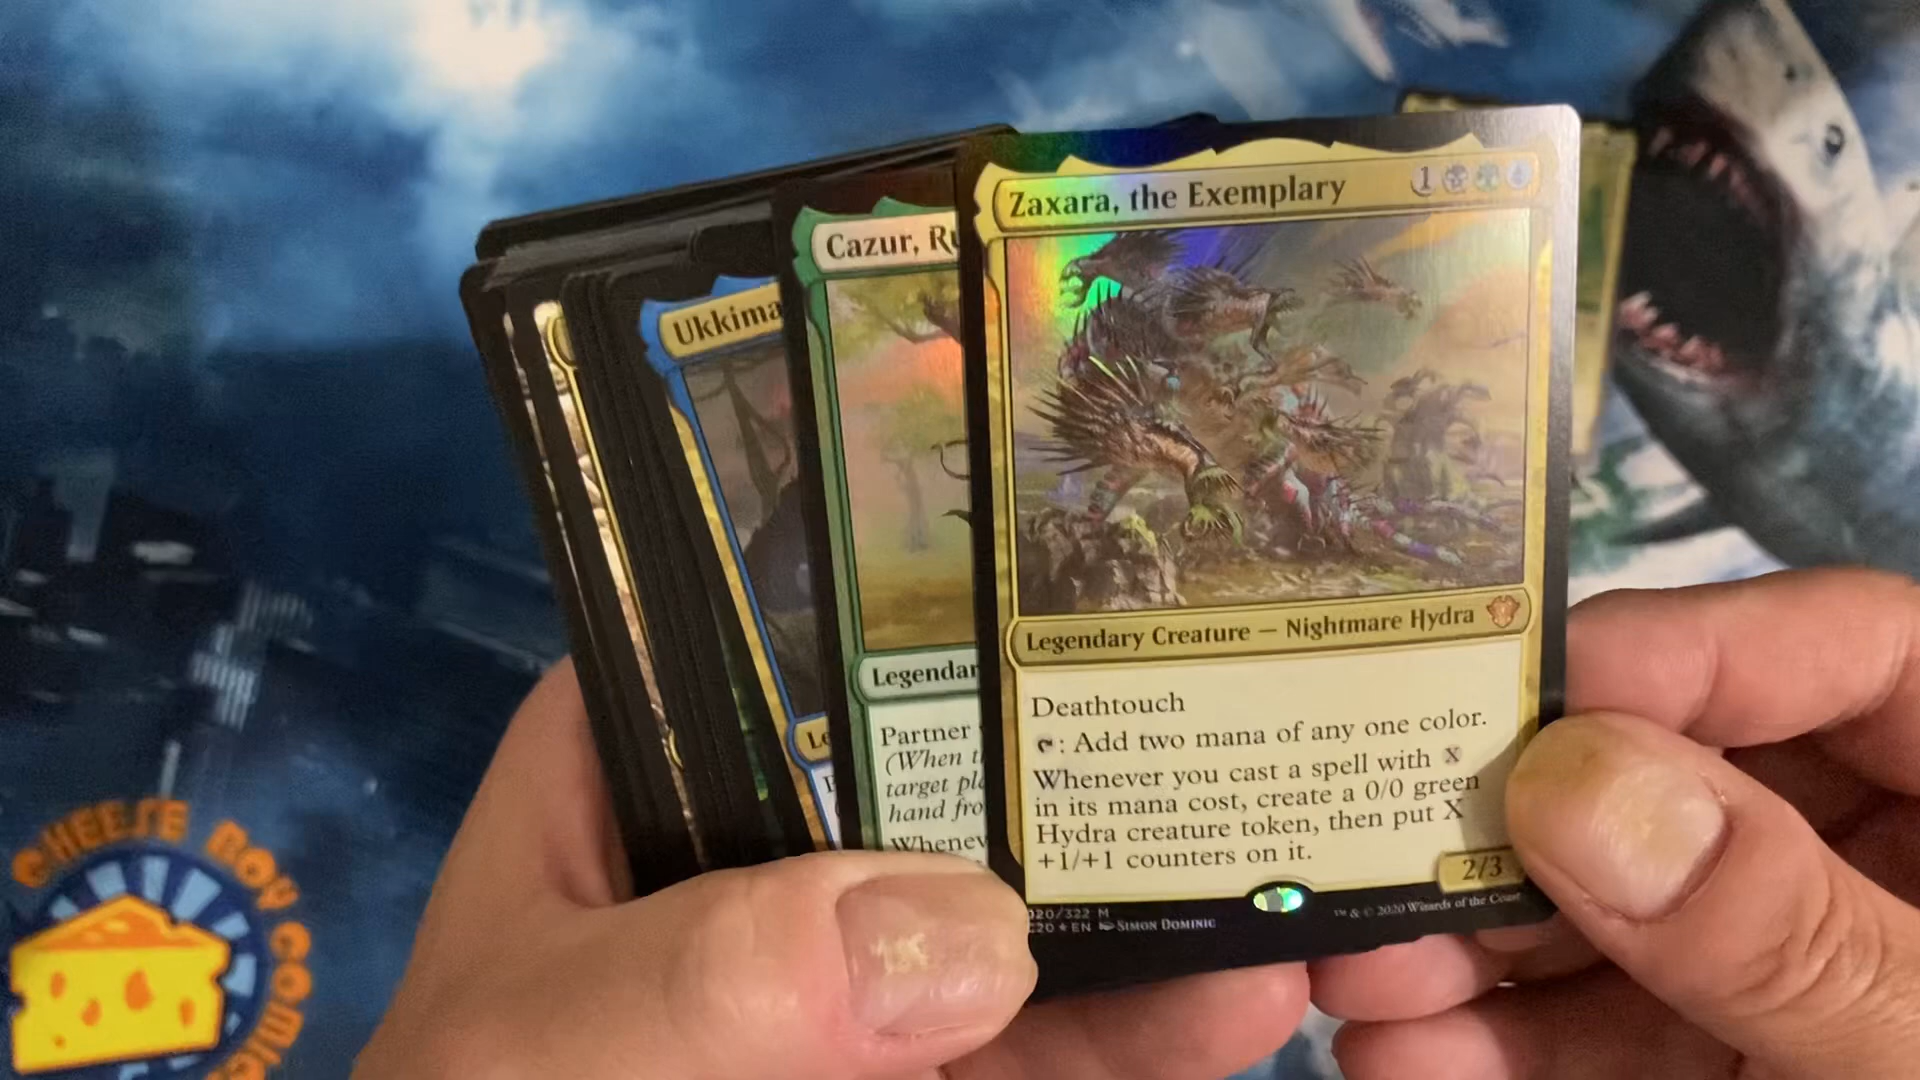 Zaxara, the Exemplary
1
Cazur, Ru
Ukkima
Legendary Creature — Nightmare Hydra
Legendar
Le
Deathtouch
: Add two mana of any one color.
Whenever you cast a spell with X
in its mana cost, create a 0/0 green
Hydra creature token, then put X
+1/+1 counters on it.
2/3
Partner
(When t
target pla
hand fro
Whenev
020/322 M
C20 ★ EN SIMON DOMINIC
™ & © 2020 Wizards of the Coast
CHEESE BOY COMICS